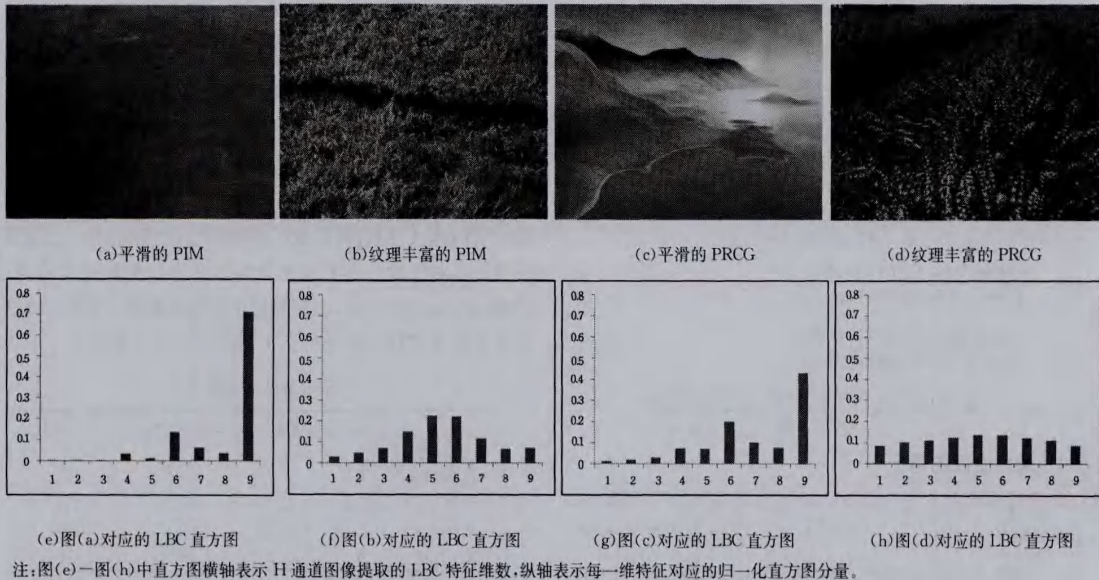 (a)平滑的 PIM
(b)纹理丰富的 PIM
(c)平滑的 PRCG
(d)纹理丰富的 PRCG
0.8
0.7
0.6
0.5
0.4
0.3
0.2
0.1
0
1 2 3 4 5 6 7 8 9
0.8
0.7
0.6
0.5
0.4
0.3
0.2
0.1
0
1 2 3 4 5 6 7 8 9
0.8
0.7
0.6
0.5
0.4
0.3
0.2
0.1
0
1 2 3 4 5 6 7 8 9
0.8
0.7
0.6
0.5
0.4
0.3
0.2
0.1
0
1 2 3 4 5 6 7 8 9
(e)图(a)对应的 LBC 直方图
(f)图(b)对应的 LBC 直方图
(g)图(c)对应的 LBC 直方图
(h)图(d)对应的 LBC 直方图
注:图(e)—图(h)中直方图横轴表示 H 通道图像提取的 LBC 特征维数,纵轴表示每一维特征对应的归一化直方图分量。